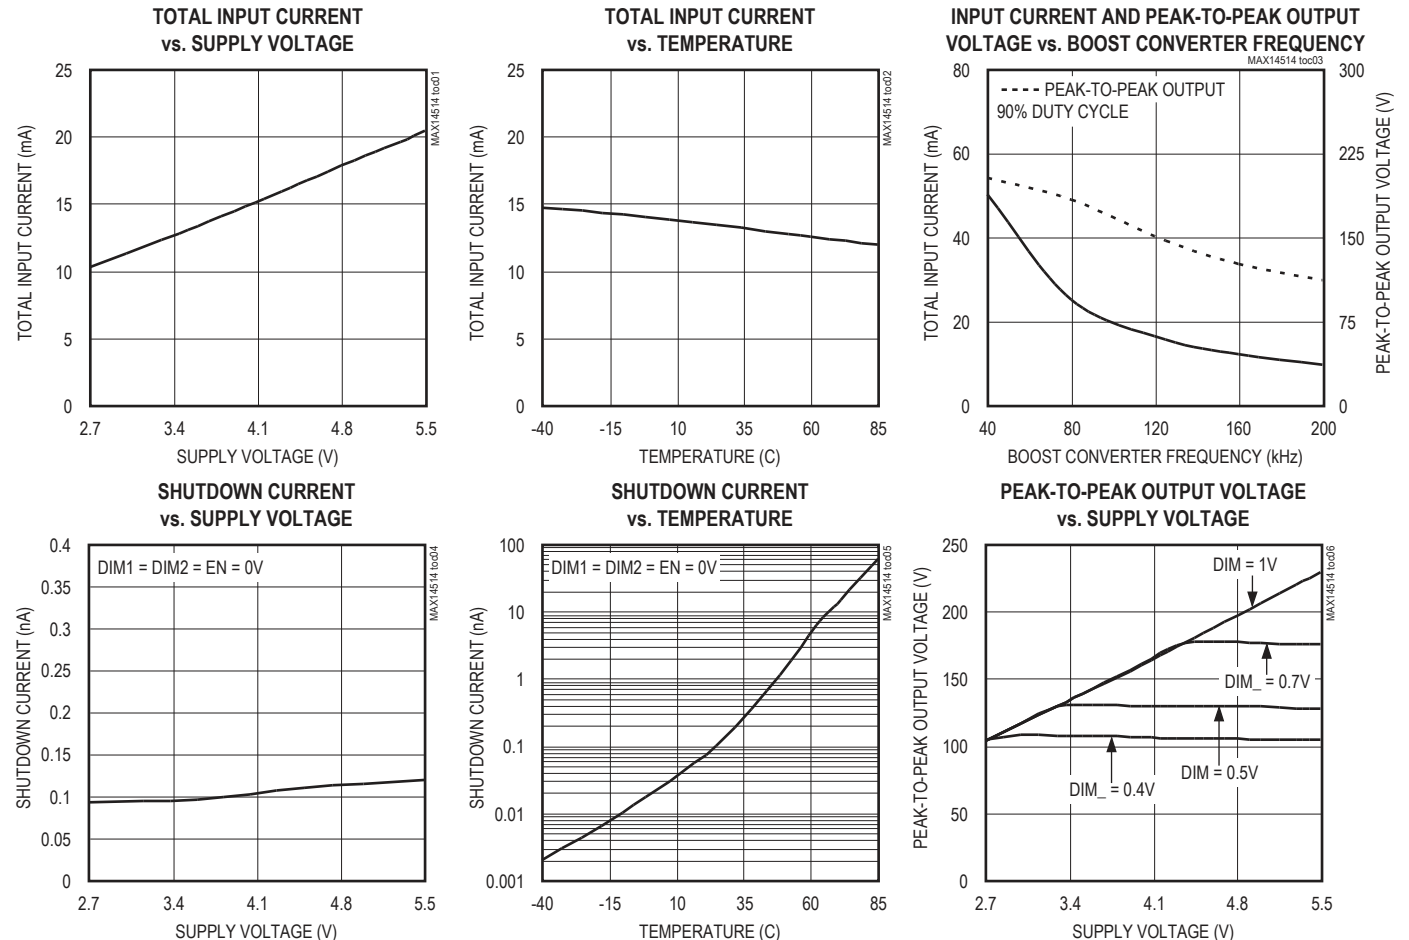 TOTAL INPUT CURRENT
vs. SUPPLY VOLTAGE
MAX14514 toc01
TOTAL INPUT CURRENT (mA)
25
20
15
10
5
0
2.7 3.4 4.1 4.8 5.5
SUPPLY VOLTAGE (V)
TOTAL INPUT CURRENT
vs. TEMPERATURE
MAX14514 toc02
TOTAL INPUT CURRENT (mA)
25
20
15
10
5
0
-40 -15 10 35 60 85
TEMPERATURE (C)
INPUT CURRENT AND PEAK-TO-PEAK OUTPUT
VOLTAGE vs. BOOST CONVERTER FREQUENCY
MAX14514 toc03
PEAK-TO-PEAK OUTPUT
90% DUTY CYCLE
TOTAL INPUT CURRENT (mA)
80
60
40
20
0
300
225
150
75
0
PEAK-TO-PEAK OUTPUT VOLTAGE (V)
40 80 120 160 200
BOOST CONVERTER FREQUENCY (kHz)
SHUTDOWN CURRENT
vs. SUPPLY VOLTAGE
MAX14514 toc04
DIM1 = DIM2 = EN = 0V
SHUTDOWN CURRENT (nA)
0.4
0.35
0.3
0.25
0.2
0.15
0.1
0.05
0
2.7 3.4 4.1 4.8 5.5
SUPPLY VOLTAGE (V)
SHUTDOWN CURRENT
vs. TEMPERATURE
MAX14514 toc05
DIM1 = DIM2 = EN = 0V
SHUTDOWN CURRENT (nA)
100
10
1
0.1
0.01
0.001
-40 -15 10 35 60 85
TEMPERATURE (C)
PEAK-TO-PEAK OUTPUT VOLTAGE
vs. SUPPLY VOLTAGE
MAX14514 toc06
PEAK-TO-PEAK OUTPUT VOLTAGE (V)
250
200
150
100
50
0
DIM = 1V
DIM_ = 0.7V
DIM = 0.5V
DIM_ = 0.4V
2.7 3.4 4.1 4.8 5.5
SUPPLY VOLTAGE (V)